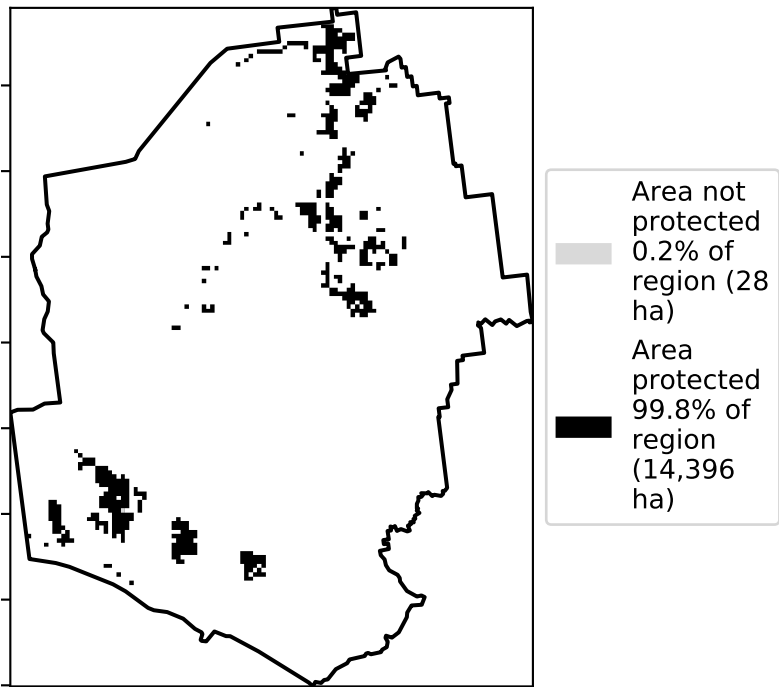 Area not
protected
0.2% of
region (28
ha)
Area
protected
99.8% of
region
(14,396
ha)